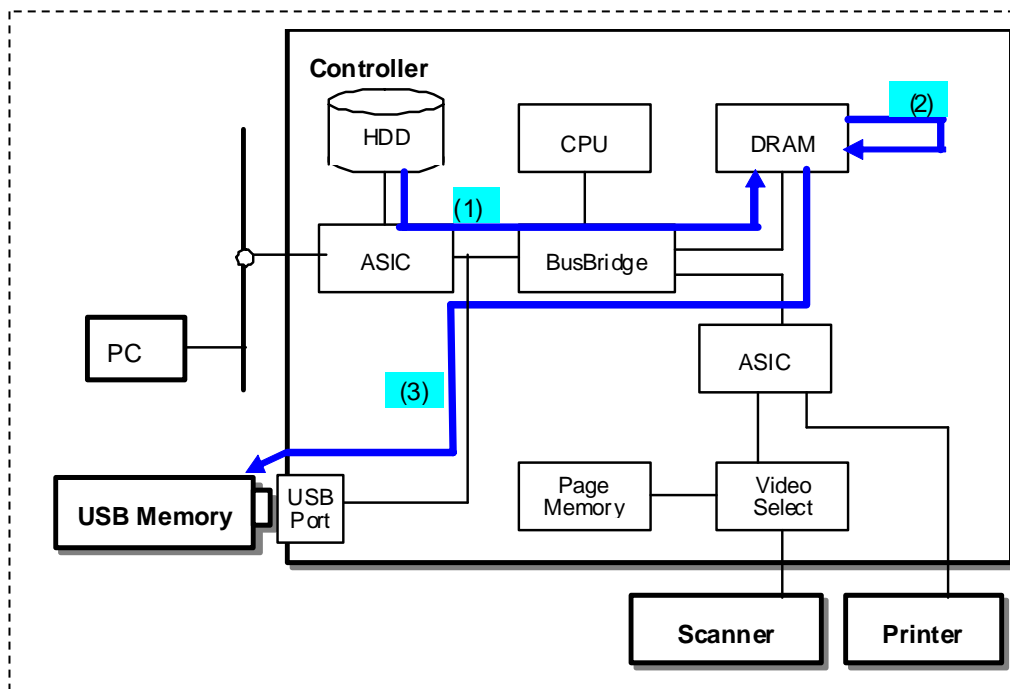 Controller
HDD
CPU
DRAM
(2)
(1)
ASIC
BusBridge
PC
ASIC
(3)
USB Memory
USB
Port
Page
Memory
Video
Select
Scanner
Printer